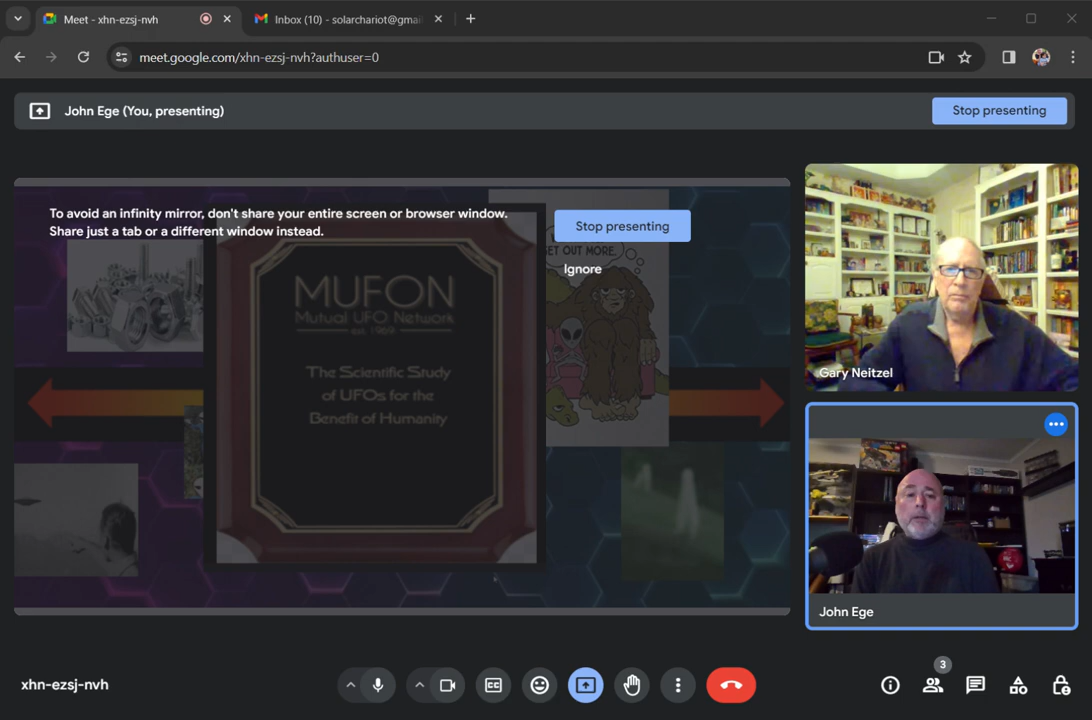 Meet - xhn-ezsj-nvh
Inbox (10) - solarchariot@gmai
meet.google.com/xhn-ezsj-nvh?authuser=0
John Ege (You, presenting)
Stop presenting
To avoid an infinity mirror, don't share your entire screen or browser window.
Share just a tab or a different window instead.
Stop presenting
Ignore
GET OUT MORE.
MUFON
Mutual UFO Network
est. 1969
The Scientific Study
of UFOs for the
Benefit of Humanity
Gary Neitzel
John Ege
xhn-ezsj-nvh
CC
3